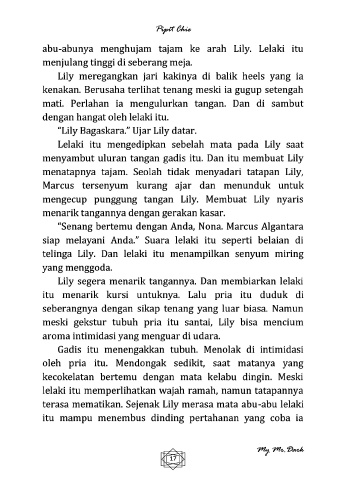 Pipit Chie
abu-abunya menghujam tajam ke arah Lily. Lelaki itu
menjulang tinggi di seberang meja.
Lily meregangkan jari kakinya di balik heels yang ia
kenakan. Berusaha terlihat tenang meski ia gugup setengah
mati. Perlahan ia mengulurkan tangan. Dan di sambut
dengan hangat oleh lelaki itu.
“Lily Bagaskara.” Ujar Lily datar.
Lelaki itu mengedipkan sebelah mata pada Lily saat
menyambut uluran tangan gadis itu. Dan itu membuat Lily
menatapnya tajam. Seolah tidak menyadari tatapan Lily,
Marcus tersenyum kurang ajar dan menunduk untuk
mengecup punggung tangan Lily. Membuat Lily nyaris
menarik tangannya dengan gerakan kasar.
“Senang bertemu dengan Anda, Nona. Marcus Algantara
siap melayani Anda.” Suara lelaki itu seperti belaian di
telinga Lily. Dan lelaki itu menampilkan senyum miring
yang menggoda.
Lily segera menarik tangannya. Dan membiarkan lelaki
itu menarik kursi untuknya. Lalu pria itu duduk di
seberangnya dengan sikap tenang yang luar biasa. Namun
meski gekstur tubuh pria itu santai, Lily bisa mencium
aroma intimidasi yang menguar di udara.
Gadis itu menengakkan tubuh. Menolak di intimidasi
oleh pria itu. Mendongak sedikit, saat matanya yang
kecokelatan bertemu dengan mata kelabu dingin. Meski
lelaki itu memperlihatkan wajah ramah, namun tatapannya
terasa mematikan. Sejenak Lily merasa mata abu-abu lelaki
itu mampu menembus dinding pertahanan yang coba ia
17
My Mr. Dark